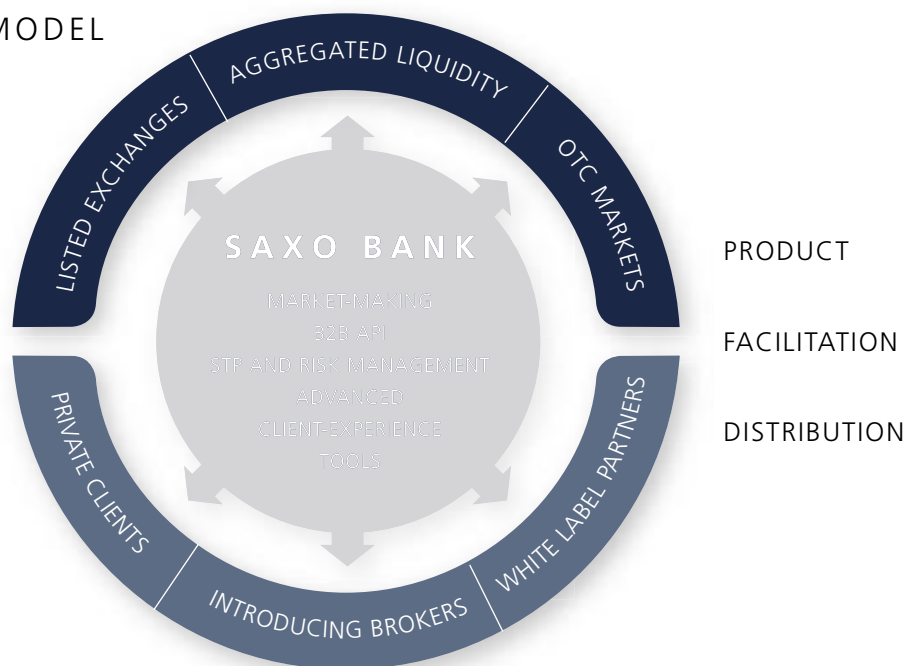 MODEL
AGGREGATED LIQUIDITY
LISTED EXCHANGES
OTC MARKETS
SAXO BANK
MARKET-MAKING
B2B API
STP AND RISK MANAGEMENT
ADVANCED
CLIENT-EXPERIENCE
TOOLS
PRODUCT
FACILITATION
DISTRIBUTION
PRIVATE CLIENTS
INTRODUCING BROKERS
WHITE LABEL PARTNERS